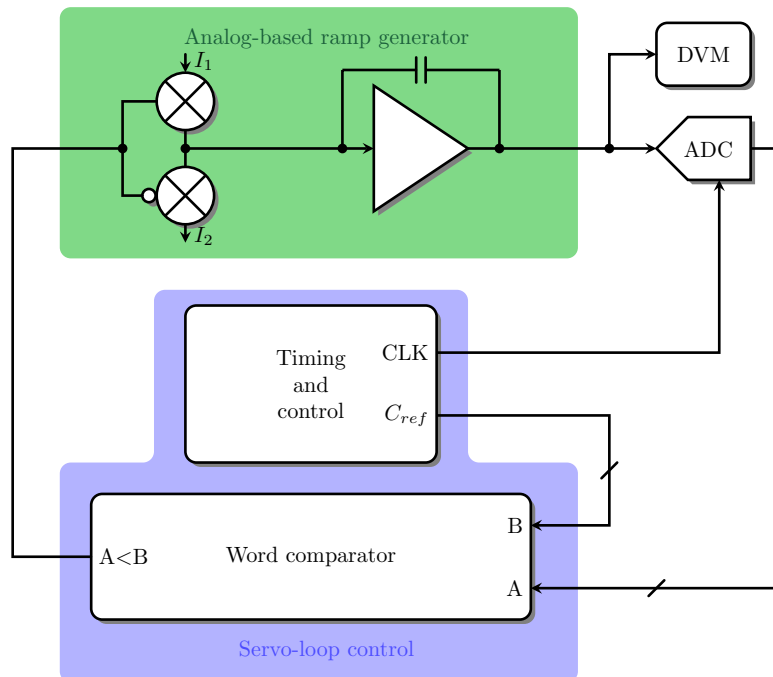 Analog-based ramp generator
DVM
I1
ADC
I2
Timing
and
control
CLK
Cref
B
A<B
Word comparator
A
Servo-loop control